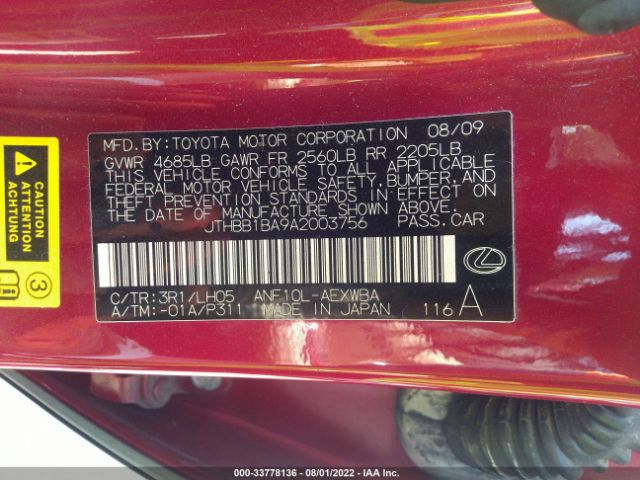 MFD.BY:TOYOTA MOTOR CORPORATION 08/09
GVWR 4685LB GAWR FR 2560LB RR 2205LB
THIS VEHICLE CONFORMS TO ALL APPLICABLE
FEDERAL MOTOR VEHICLE SAFETY,BUMPER,AND
THEFT PREVENTION STANDARDS IN EFFECT ON
THE DATE OF MANUFACTURE SHOWN ABOVE.
JTHBB1BA9A2003756 PASS.CAR
C/TR:3R1/LH05 ANF10L-AEXWBA
A/TM:-01A/P311 MADE IN JAPAN 116A
CAUTION
ATTENTION
3
000-33778136 - 08/01/2022 - IAA Inc.